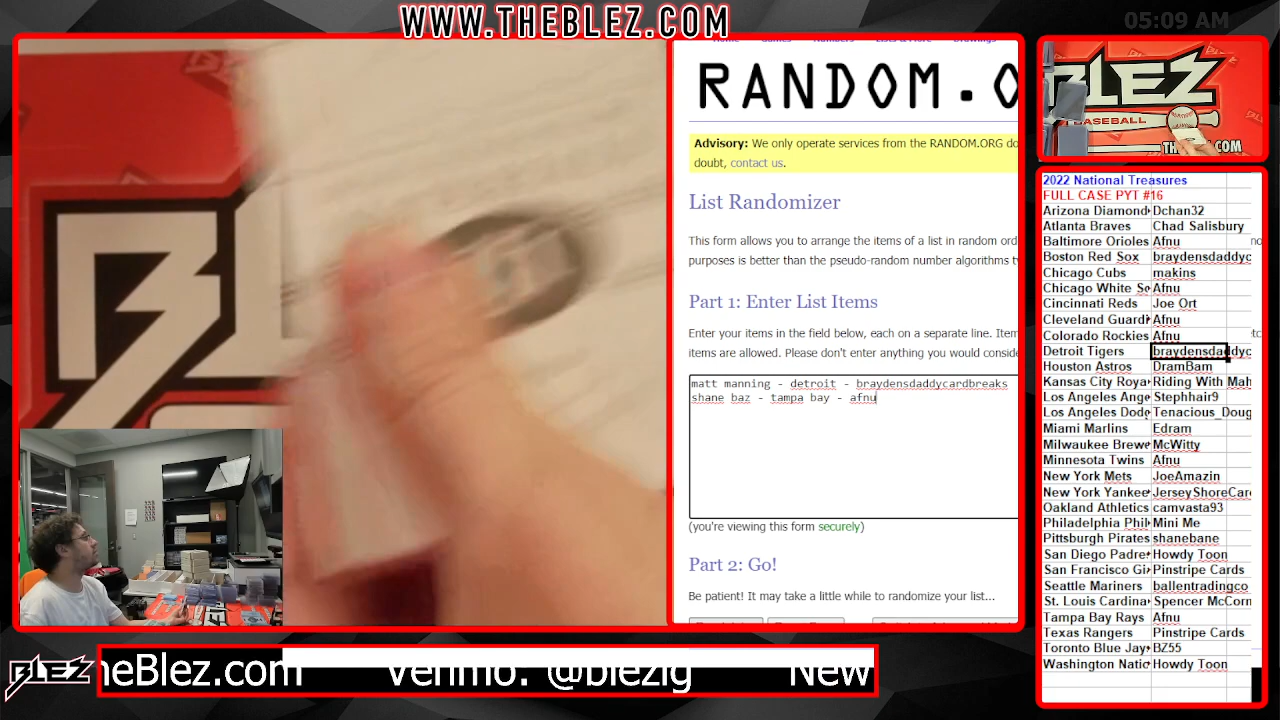 WWW.THEBLEZ.COM
05:09 AM
RANDOM.O
Advisory: We only operate services from the RANDOM.ORG do
doubt, contact us.
List Randomizer
This form allows you to arrange the items of a list in random ord
purposes is better than the pseudo-random number algorithms ty
Part 1: Enter List Items
Enter your items in the field below, each on a separate line. Item
items are allowed. Please don't enter anything you would conside
matt manning - detroit - braydensdaddycardbreaks
shane baz - tampa bay - afnu
(you're viewing this form securely)
Part 2: Go!
Be patient! It may take a little while to randomize your list...
BLEZ
BASEBALL
2022 National Treasures
FULL CASE PYT #16
Arizona Diamond Dchan32
Atlanta Braves Chad Salisbury
Baltimore Orioles Afnu
Boston Red Sox braydensdaddyc
Chicago Cubs makins
Chicago White So Afnu
Cincinnati Reds Joe Ort
Cleveland Guardi Afnu
Colorado Rockies Afnu
Detroit Tigers braydensdaddyc
Houston Astros DramBam
Kansas City Roya Riding With Mah
Los Angeles Ange Stephhair9
Los Angeles Dodg Tenacious_Doug
Miami Marlins Edram
Milwaukee Brewe McWitty
Minnesota Twins Afnu
New York Mets JoeAmazin
New York Yankee JerseyShoreCard
Oakland Athletics camvasta93
Philadelphia Phil Mini Me
Pittsburgh Pirates shanebane
San Diego Padre Howdy Toon
San Francisco Gi Pinstripe Cards
Seattle Mariners ballentradingco
St. Louis Cardina Spencer McCorm
Tampa Bay Rays Afnu
Texas Rangers Pinstripe Cards
Toronto Blue Jay BZ55
Washington Natio Howdy Toon
BLEZ
heBlez.com Venmo: @blezig New